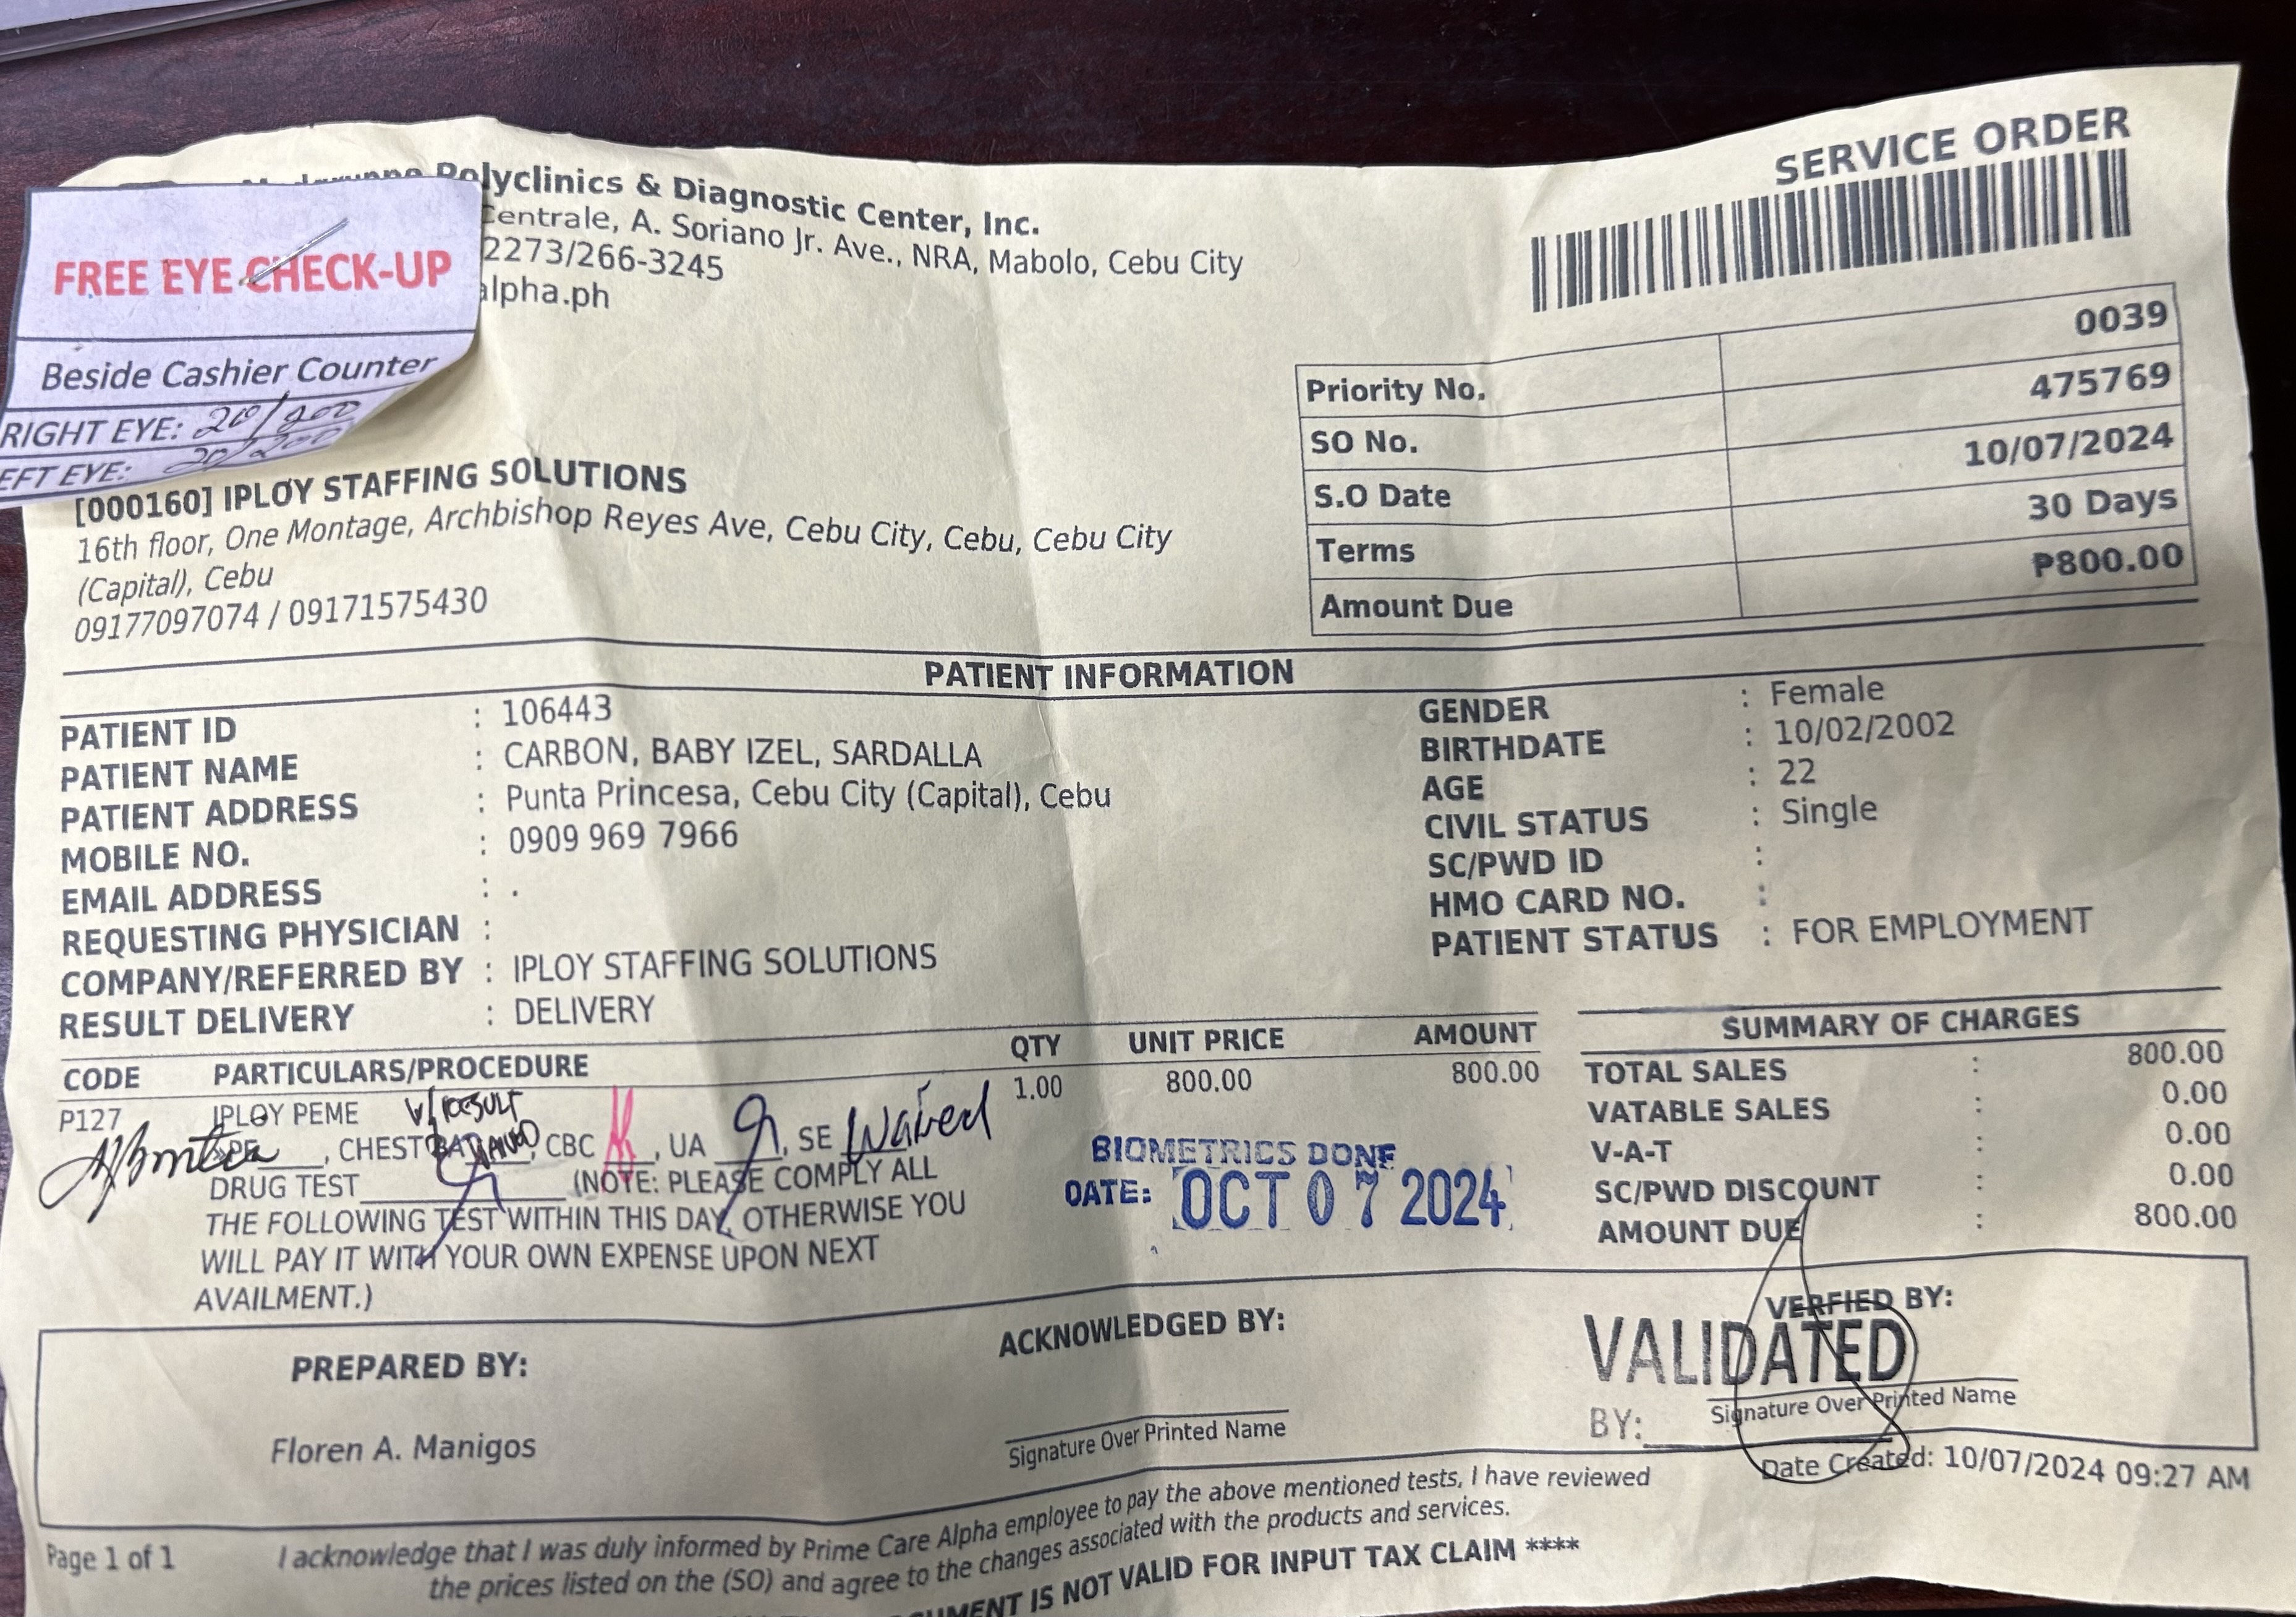 Polyclinics & Diagnostic Center, Inc.
Centrale, A. Soriano Jr. Ave., NRA, Mabolo, Cebu City
2273/266-3245
alpha.ph
SERVICE ORDER
FREE EYE CHECK-UP
Beside Cashier Counter
RIGHT EYE: 20/200
EFT EYE: 20/200
Priority No. 0039
SO No. 475769
S.O Date 10/07/2024
Terms 30 Days
Amount Due ₱800.00
[000160] IPLOY STAFFING SOLUTIONS
16th floor, One Montage, Archbishop Reyes Ave, Cebu City, Cebu, Cebu City
(Capital), Cebu
09177097074 / 09171575430
PATIENT INFORMATION
PATIENT ID : 106443
PATIENT NAME : CARBON, BABY IZEL, SARDALLA
PATIENT ADDRESS : Punta Princesa, Cebu City (Capital), Cebu
MOBILE NO. : 0909 969 7966
EMAIL ADDRESS : .
REQUESTING PHYSICIAN :
COMPANY/REFERRED BY : IPLOY STAFFING SOLUTIONS
RESULT DELIVERY : DELIVERY
GENDER : Female
BIRTHDATE : 10/02/2002
AGE : 22
CIVIL STATUS : Single
SC/PWD ID :
HMO CARD NO. :
PATIENT STATUS : FOR EMPLOYMENT
CODE PARTICULARS/PROCEDURE QTY UNIT PRICE AMOUNT
P127 IPLOY PEME 1.00 800.00 800.00
W/ RESULT
PE____, CHEST CBC ____, UA ____, SE Waived
DRUG TEST____ (NOTE: PLEASE COMPLY ALL
THE FOLLOWING TEST WITHIN THIS DAY, OTHERWISE YOU
WILL PAY IT WITH YOUR OWN EXPENSE UPON NEXT
AVAILMENT.)
BIOMETRICS DONE
DATE: OCT 07 2024
SUMMARY OF CHARGES
TOTAL SALES : 800.00
VATABLE SALES : 0.00
V-A-T : 0.00
SC/PWD DISCOUNT : 0.00
AMOUNT DUE : 800.00
PREPARED BY:
Floren A. Manigos
ACKNOWLEDGED BY:
Signature Over Printed Name
VERFIED BY:
VALIDATED
Signature Over Printed Name
BY:
Date Created: 10/07/2024 09:27 AM
Page 1 of 1
I acknowledge that I was duly informed by Prime Care Alpha employee to pay the above mentioned tests, I have reviewed
the prices listed on the (SO) and agree to the changes associated with the products and services.
IS NOT VALID FOR INPUT TAX CLAIM ****